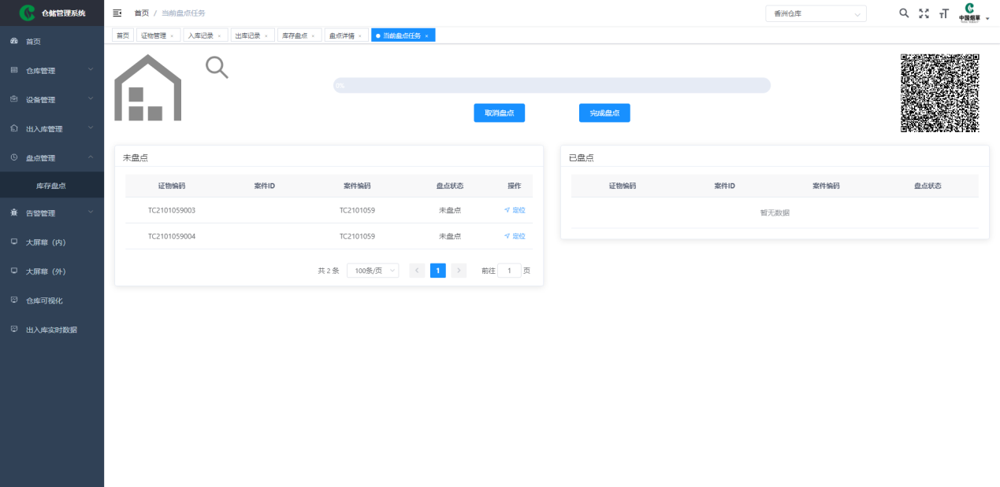 仓储管理系统
首页 / 当前盘点任务
香洲仓库
中国烟草
首页
证物管理 ×
入库记录 ×
出库记录 ×
库存盘点 ×
盘点详情 ×
当前盘点任务 ×
首页
仓库管理
设备管理
出入库管理
盘点管理
库存盘点
告警管理
大屏幕（内）
大屏幕（外）
仓库可视化
出入库实时数据
0%
取消盘点
完成盘点
未盘点
证物编码 案件ID 案件编码 盘点状态 操作
TC2101059003 TC2101059 未盘点 定位
TC2101059004 TC2101059 未盘点 定位
共 2 条 100条/页 1 前往 1 页
已盘点
证物编码 案件ID 案件编码 盘点状态
暂无数据